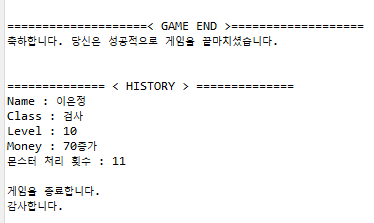 =====================< GAME END >====================
축하합니다. 당신은 성공적으로 게임을 끝마치셨습니다.
============== < HISTORY > ==============
Name : 이은정
Class : 검사
Level : 10
Money : 70증가
몬스터 처리 횟수 : 11
게임을 종료합니다.
감사합니다.